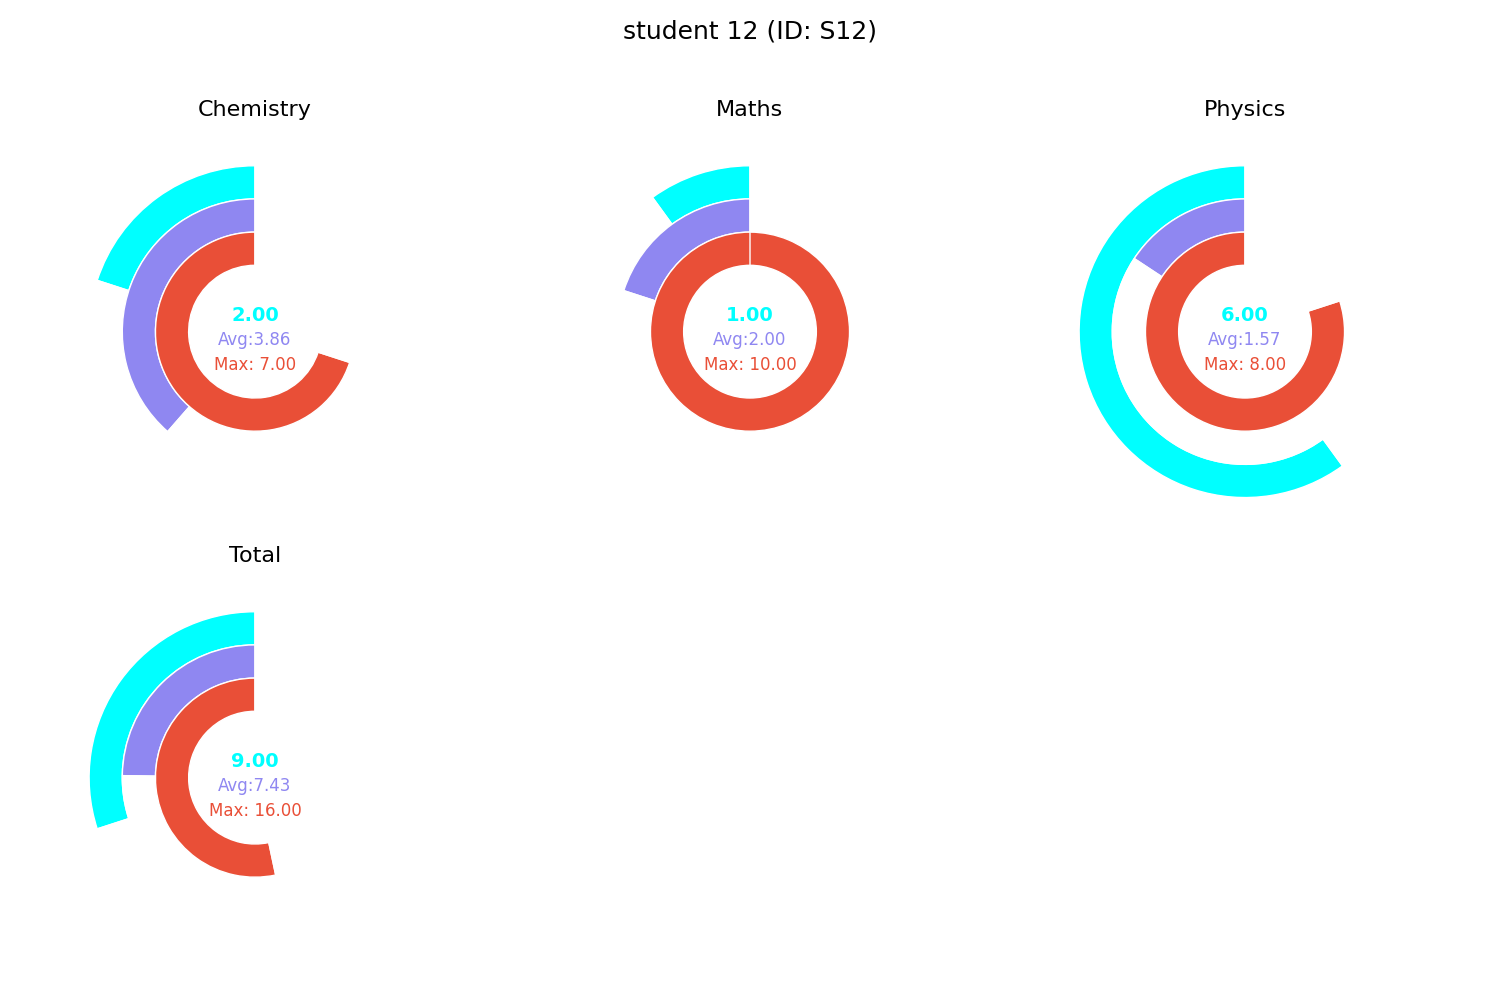 student 12 (ID: S12)
Chemistry
2.00
Avg:3.86
Max: 7.00
Maths
1.00
Avg:2.00
Max: 10.00
Physics
6.00
Avg:1.57
Max: 8.00
Total
9.00
Avg:7.43
Max: 16.00